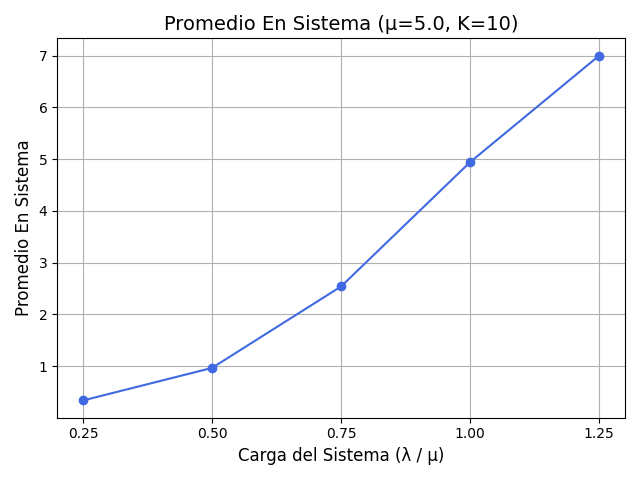 Promedio En Sistema (μ=5.0, K=10)
Promedio En Sistema
7
6
5
4
3
2
1
0.25 0.50 0.75 1.00 1.25
Carga del Sistema (λ / μ)